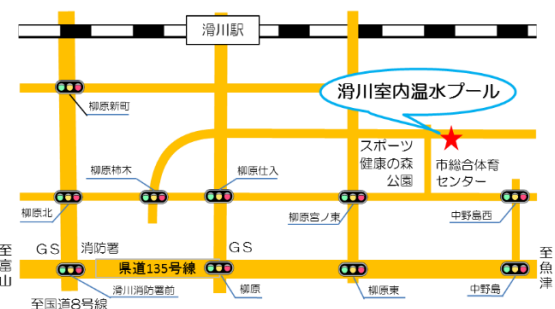 滑川駅
滑川室内温水プール
柳原新町
スポーツ
健康の森
公園
市総合体育
センター
柳原柿木
柳原仕入
柳原北
柳原宮ノ東
中野島西
至富山
GS
消防署
GS
至魚津
県道135号線
滑川消防署前
柳原
柳原東
中野島
至国道8号線